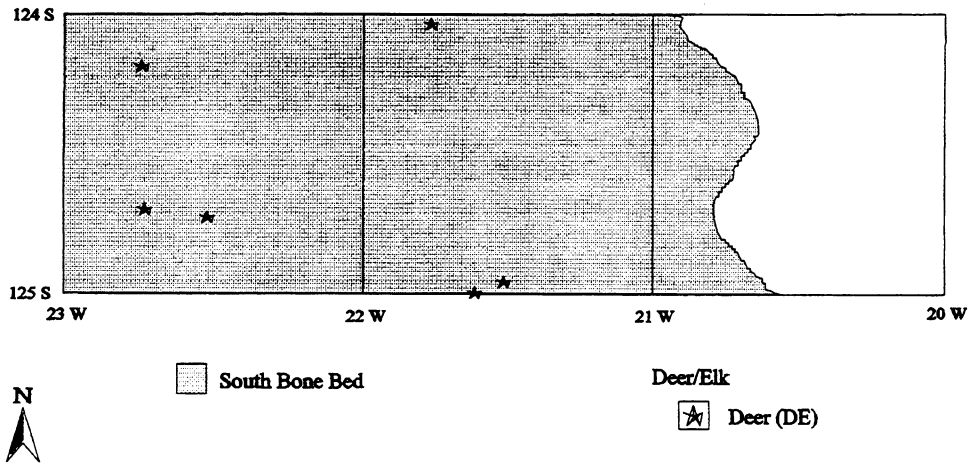 124 S
125 S
23 W
22 W
21 W
20 W
South Bone Bed
Deer/Elk
Deer (DE)
N